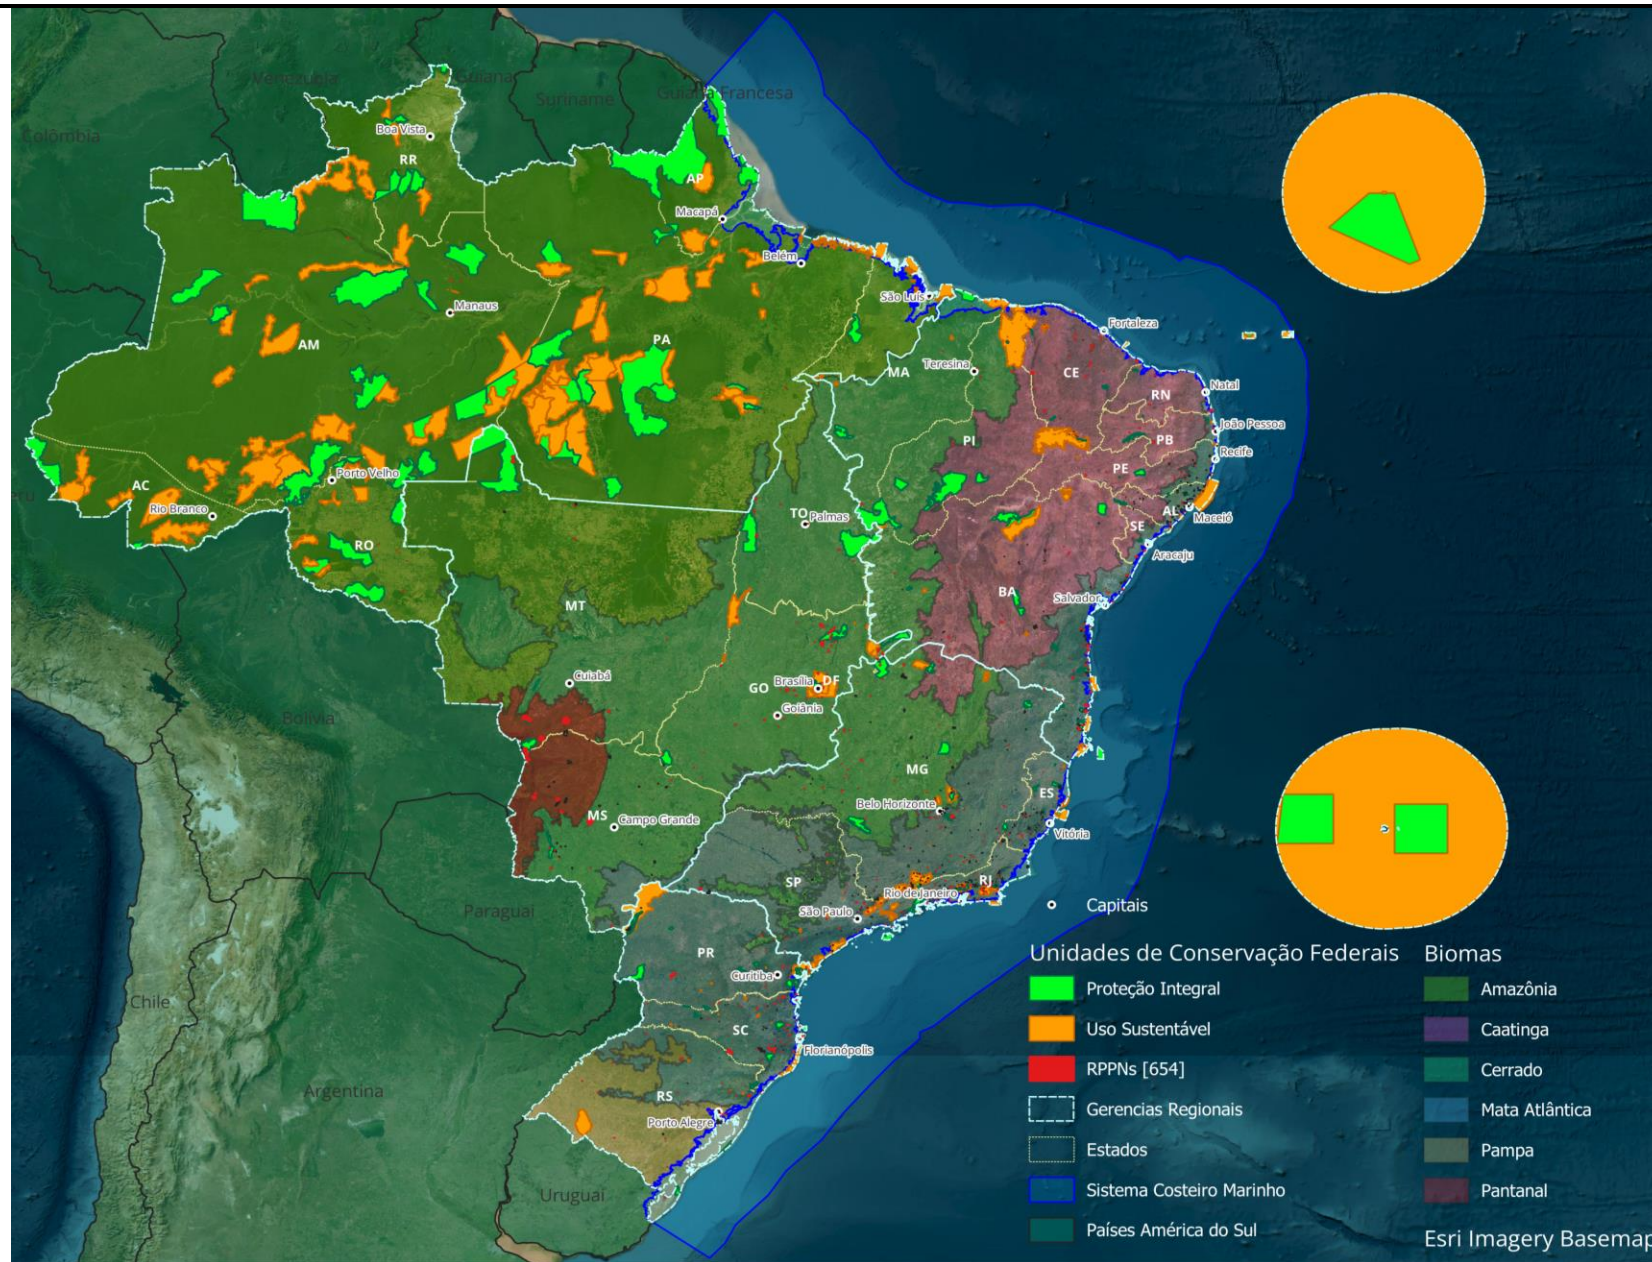 Venezuela
Guiana
Suriname
Guiana Francesa
Colômbia
Boa Vista
RR
AP
Macapá
Belém
São Luís
Manaus
Fortaleza
AM
PA
MA
Teresina
CE
Natal
RN
João Pessoa
PI
PB
Recife
PE
Porto Velho
AC
Rio Branco
TO
Palmas
AL
Maceió
SE
Aracaju
RO
BA
Salvador
MT
Cuiabá
Brasília
DF
GO
Goiânia
Bolívia
MG
ES
Belo Horizonte
MS
Campo Grande
Vitória
SP
RJ
Rio de Janeiro
São Paulo
Paraguai
PR
Curitiba
Chile
SC
Florianópolis
Argentina
RS
Porto Alegre
Uruguai
Capitais
Unidades de Conservação Federais
Proteção Integral
Uso Sustentável
RPPNs [654]
Gerencias Regionais
Estados
Sistema Costeiro Marinho
Países América do Sul
Biomas
Amazônia
Caatinga
Cerrado
Mata Atlântica
Pampa
Pantanal
Esri Imagery Basemap